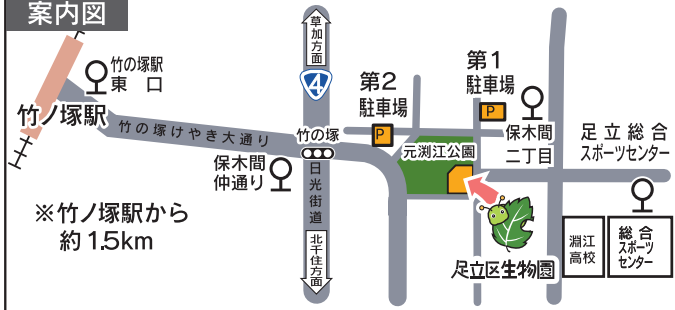 案内図
草加方面
4
竹の塚駅
東口
竹ノ塚駅
竹の塚けやき大通り
竹の塚
保木間
仲通り
日光街道
北千住方面
※竹ノ塚駅から
約1.5km
第2
駐車場
P
第1
駐車場
P
保木間
二丁目
元渕江公園
足立総合
スポーツセンター
足立区生物園
淵江
高校
総合
スポーツ
センター